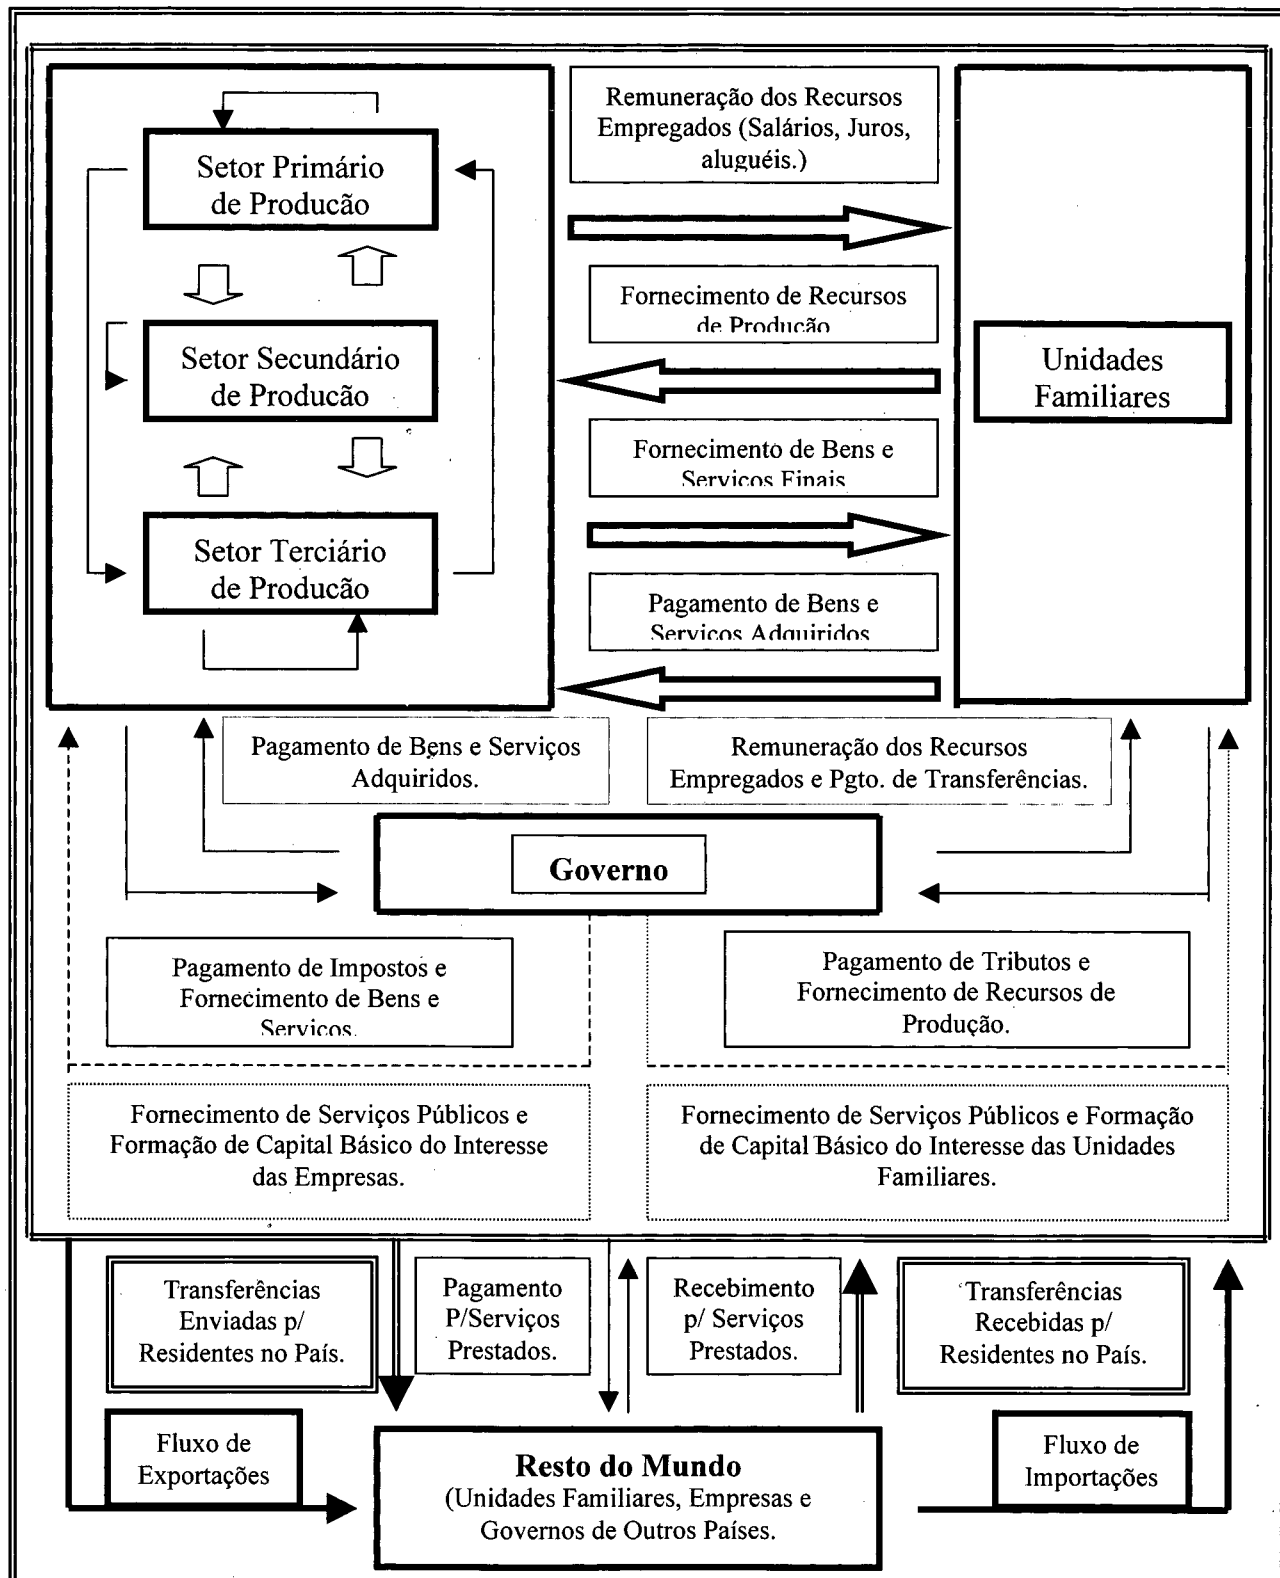 Remuneração dos Recursos
Empregados (Salários, Juros,
aluguéis.)
Setor Primário
de Producão
Fornecimento de Recursos
de Producão
Setor Secundário
de Producão
Unidades
Familiares
Fornecimento de Bens e
Servicos Finais
Setor Terciário
de Producão
Pagamento de Bens e
Servicos Adquiridos
Pagamento de Bens e Serviços
Adquiridos.
Remuneração dos Recursos
Empregados e Pgto. de Transferências.
Governo
Pagamento de Impostos e
Fornecimento de Bens e
Servicos.
Pagamento de Tributos e
Fornecimento de Recursos de
Produção.
Fornecimento de Serviços Públicos e
Formação de Capital Básico do Interesse
das Empresas.
Fornecimento de Serviços Públicos e Formação
de Capital Básico do Interesse das Unidades
Familiares.
Transferências
Enviadas p/
Residentes no País.
Pagamento
P/Serviços
Prestados.
Recebimento
p/ Serviços
Prestados.
Transferências
Recebidas p/
Residentes no País.
Fluxo de
Exportações
Resto do Mundo
(Unidades Familiares, Empresas e
Governos de Outros Países.
Fluxo de
Importações